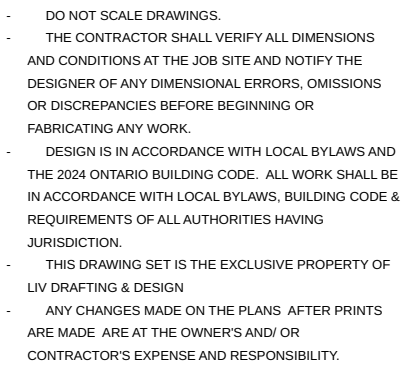 - DO NOT SCALE DRAWINGS.
- THE CONTRACTOR SHALL VERIFY ALL DIMENSIONS
AND CONDITIONS AT THE JOB SITE AND NOTIFY THE
DESIGNER OF ANY DIMENSIONAL ERRORS, OMISSIONS
OR DISCREPANCIES BEFORE BEGINNING OR
FABRICATING ANY WORK.
- DESIGN IS IN ACCORDANCE WITH LOCAL BYLAWS AND
THE 2024 ONTARIO BUILDING CODE. ALL WORK SHALL BE
IN ACCORDANCE WITH LOCAL BYLAWS, BUILDING CODE &
REQUIREMENTS OF ALL AUTHORITIES HAVING
JURISDICTION.
- THIS DRAWING SET IS THE EXCLUSIVE PROPERTY OF
LIV DRAFTING & DESIGN
- ANY CHANGES MADE ON THE PLANS AFTER PRINTS
ARE MADE ARE AT THE OWNER'S AND/ OR
CONTRACTOR'S EXPENSE AND RESPONSIBILITY.